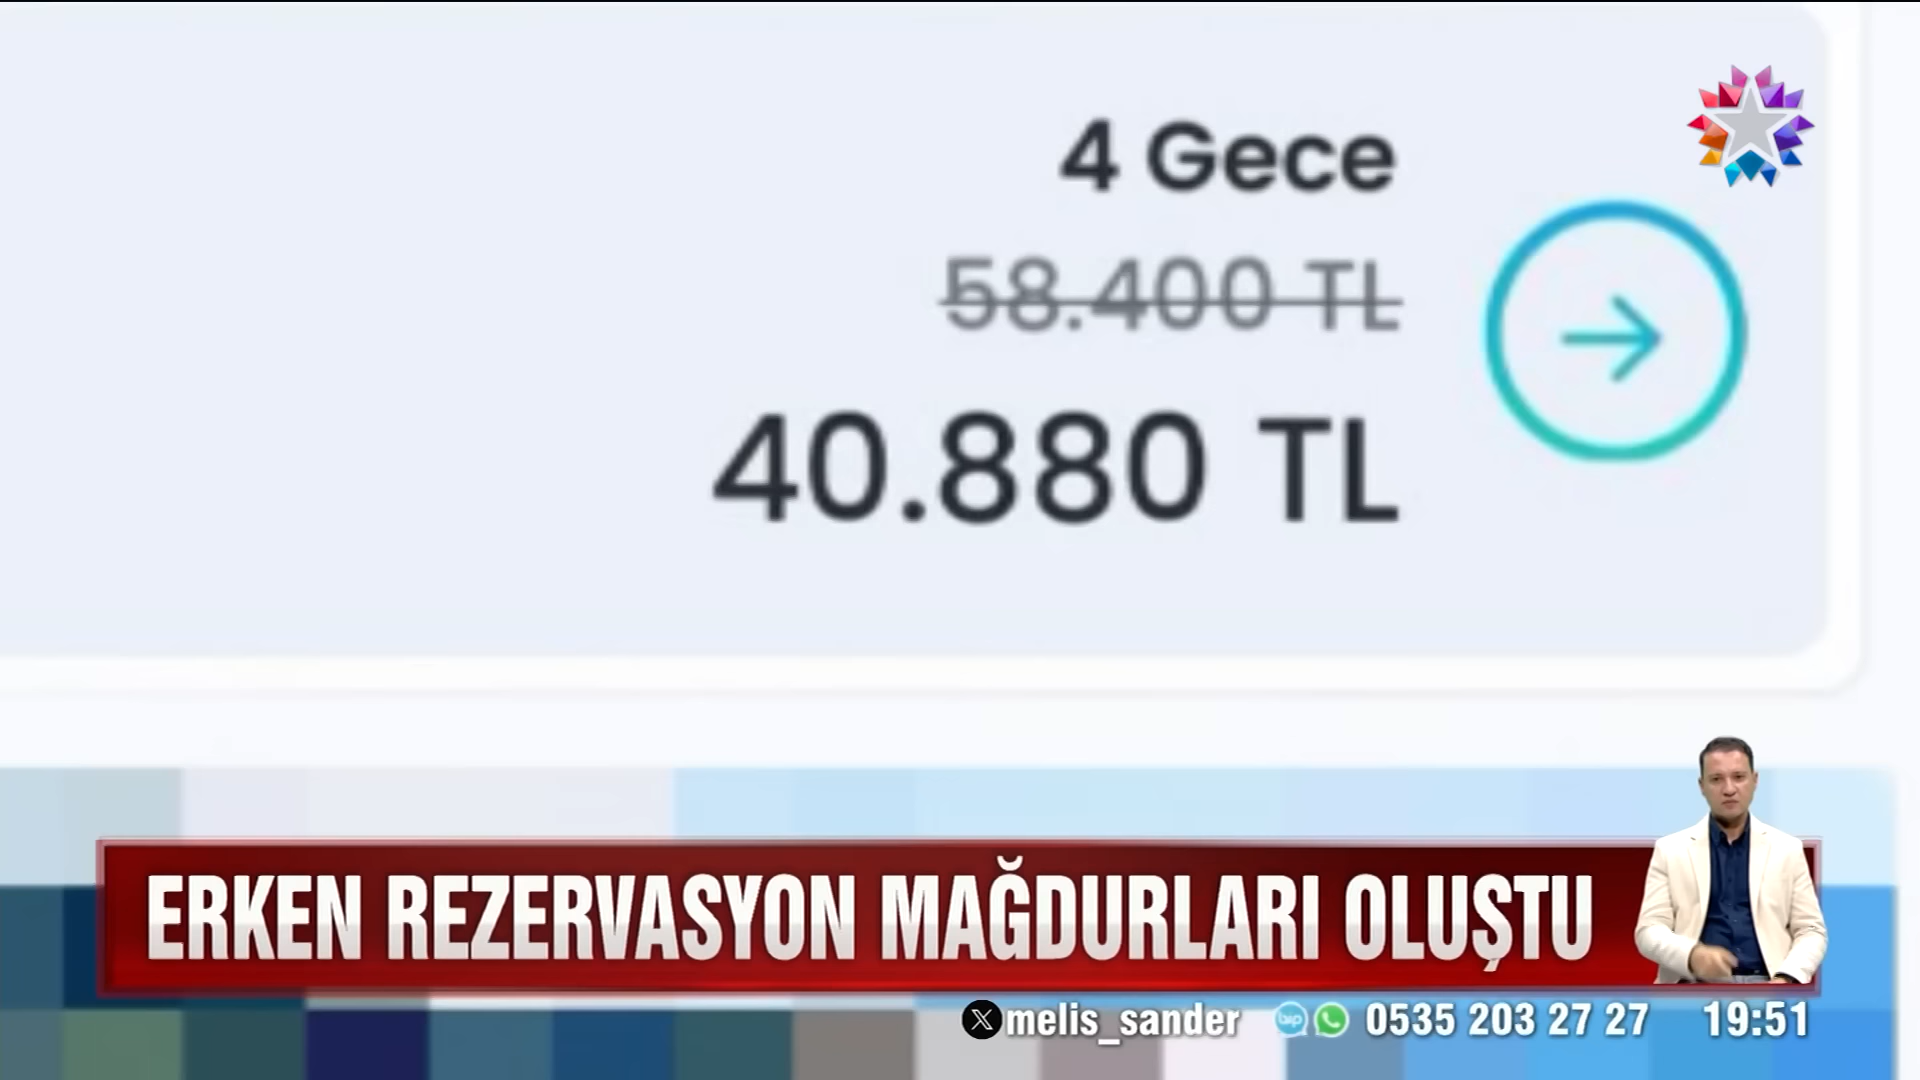 4 Gece
58.400 TL
40.880 TL
ERKEN REZERVASYON MAĞDURLARI OLUŞTU
melis_sander bip 0535 203 27 27 19:51